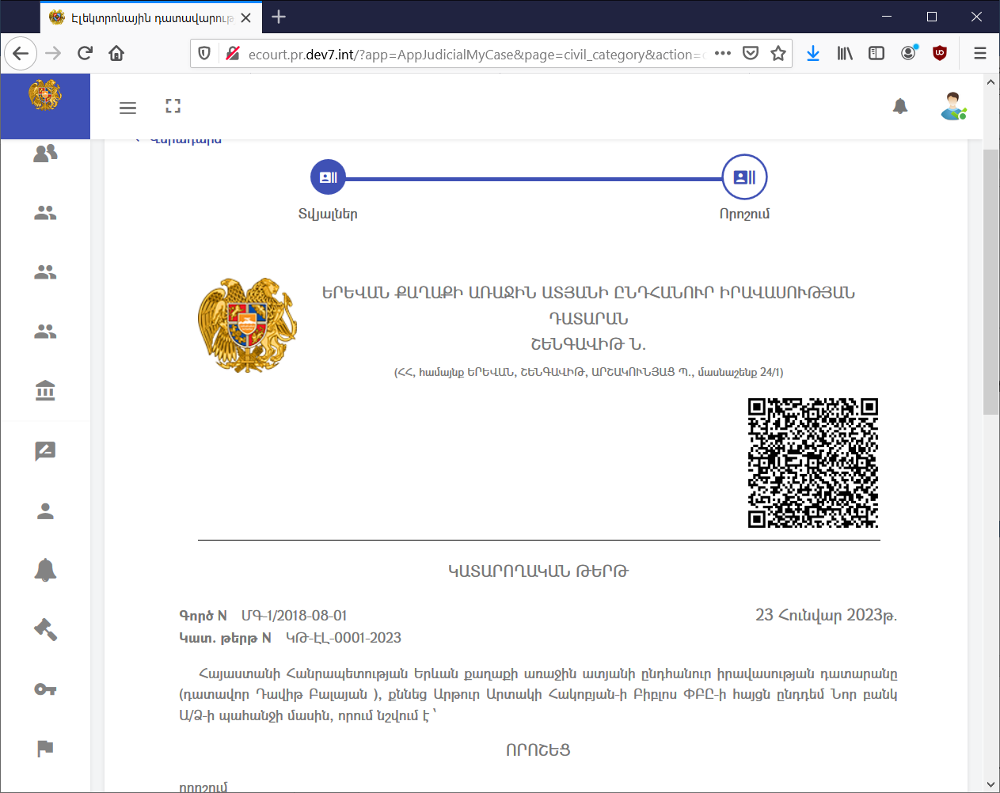 Էլեկտրոնային դատավարութ
ecourt.pr.dev7.int/?app=AppJudicialMyCase&page=civil_category&action=
Վերադառն
Տվյալներ
Որոշում
ԵՐԵՎԱՆ ՔԱՂԱՔԻ ԱՌԱՋԻՆ ԱՏՅԱՆԻ ԸՆԴՀԱՆՈՒՐ ԻՐԱՎԱՍՈՒԹՅԱՆ
ԴԱՏԱՐԱՆ
ՇԵՆԳԱՎԻԹ Ն.
(ՀՀ, համայնք ԵՐԵՎԱՆ, ՇԵՆԳԱՎԻԹ, ԱՐՇԱԿՈՒՆՅԱՑ Պ., մասնաշենք 24/1)
ԿԱՏԱՐՈՂԱԿԱՆ ԹԵՐԹ
Գործ N ՄԳ-1/2018-08-01
23 Հունվար 2023թ.
Կատ. թերթ N ԿԹ-ԷԼ-0001-2023
Հայաստանի Հանրապետության Երևան քաղաքի առաջին ատյանի ընդհանուր իրավասության դատարանը
(դատավոր Դավիթ Բալայան ), քննեց Արթուր Արտակի Հակոբյան-ի Բիբլոս ՓԲԸ-ի հայցն ընդդեմ Նոր բանկ
Ա/Ձ-ի պահանջի մասին, որում նշվում է ՝
ՈՐՈՇԵՑ
որոշում